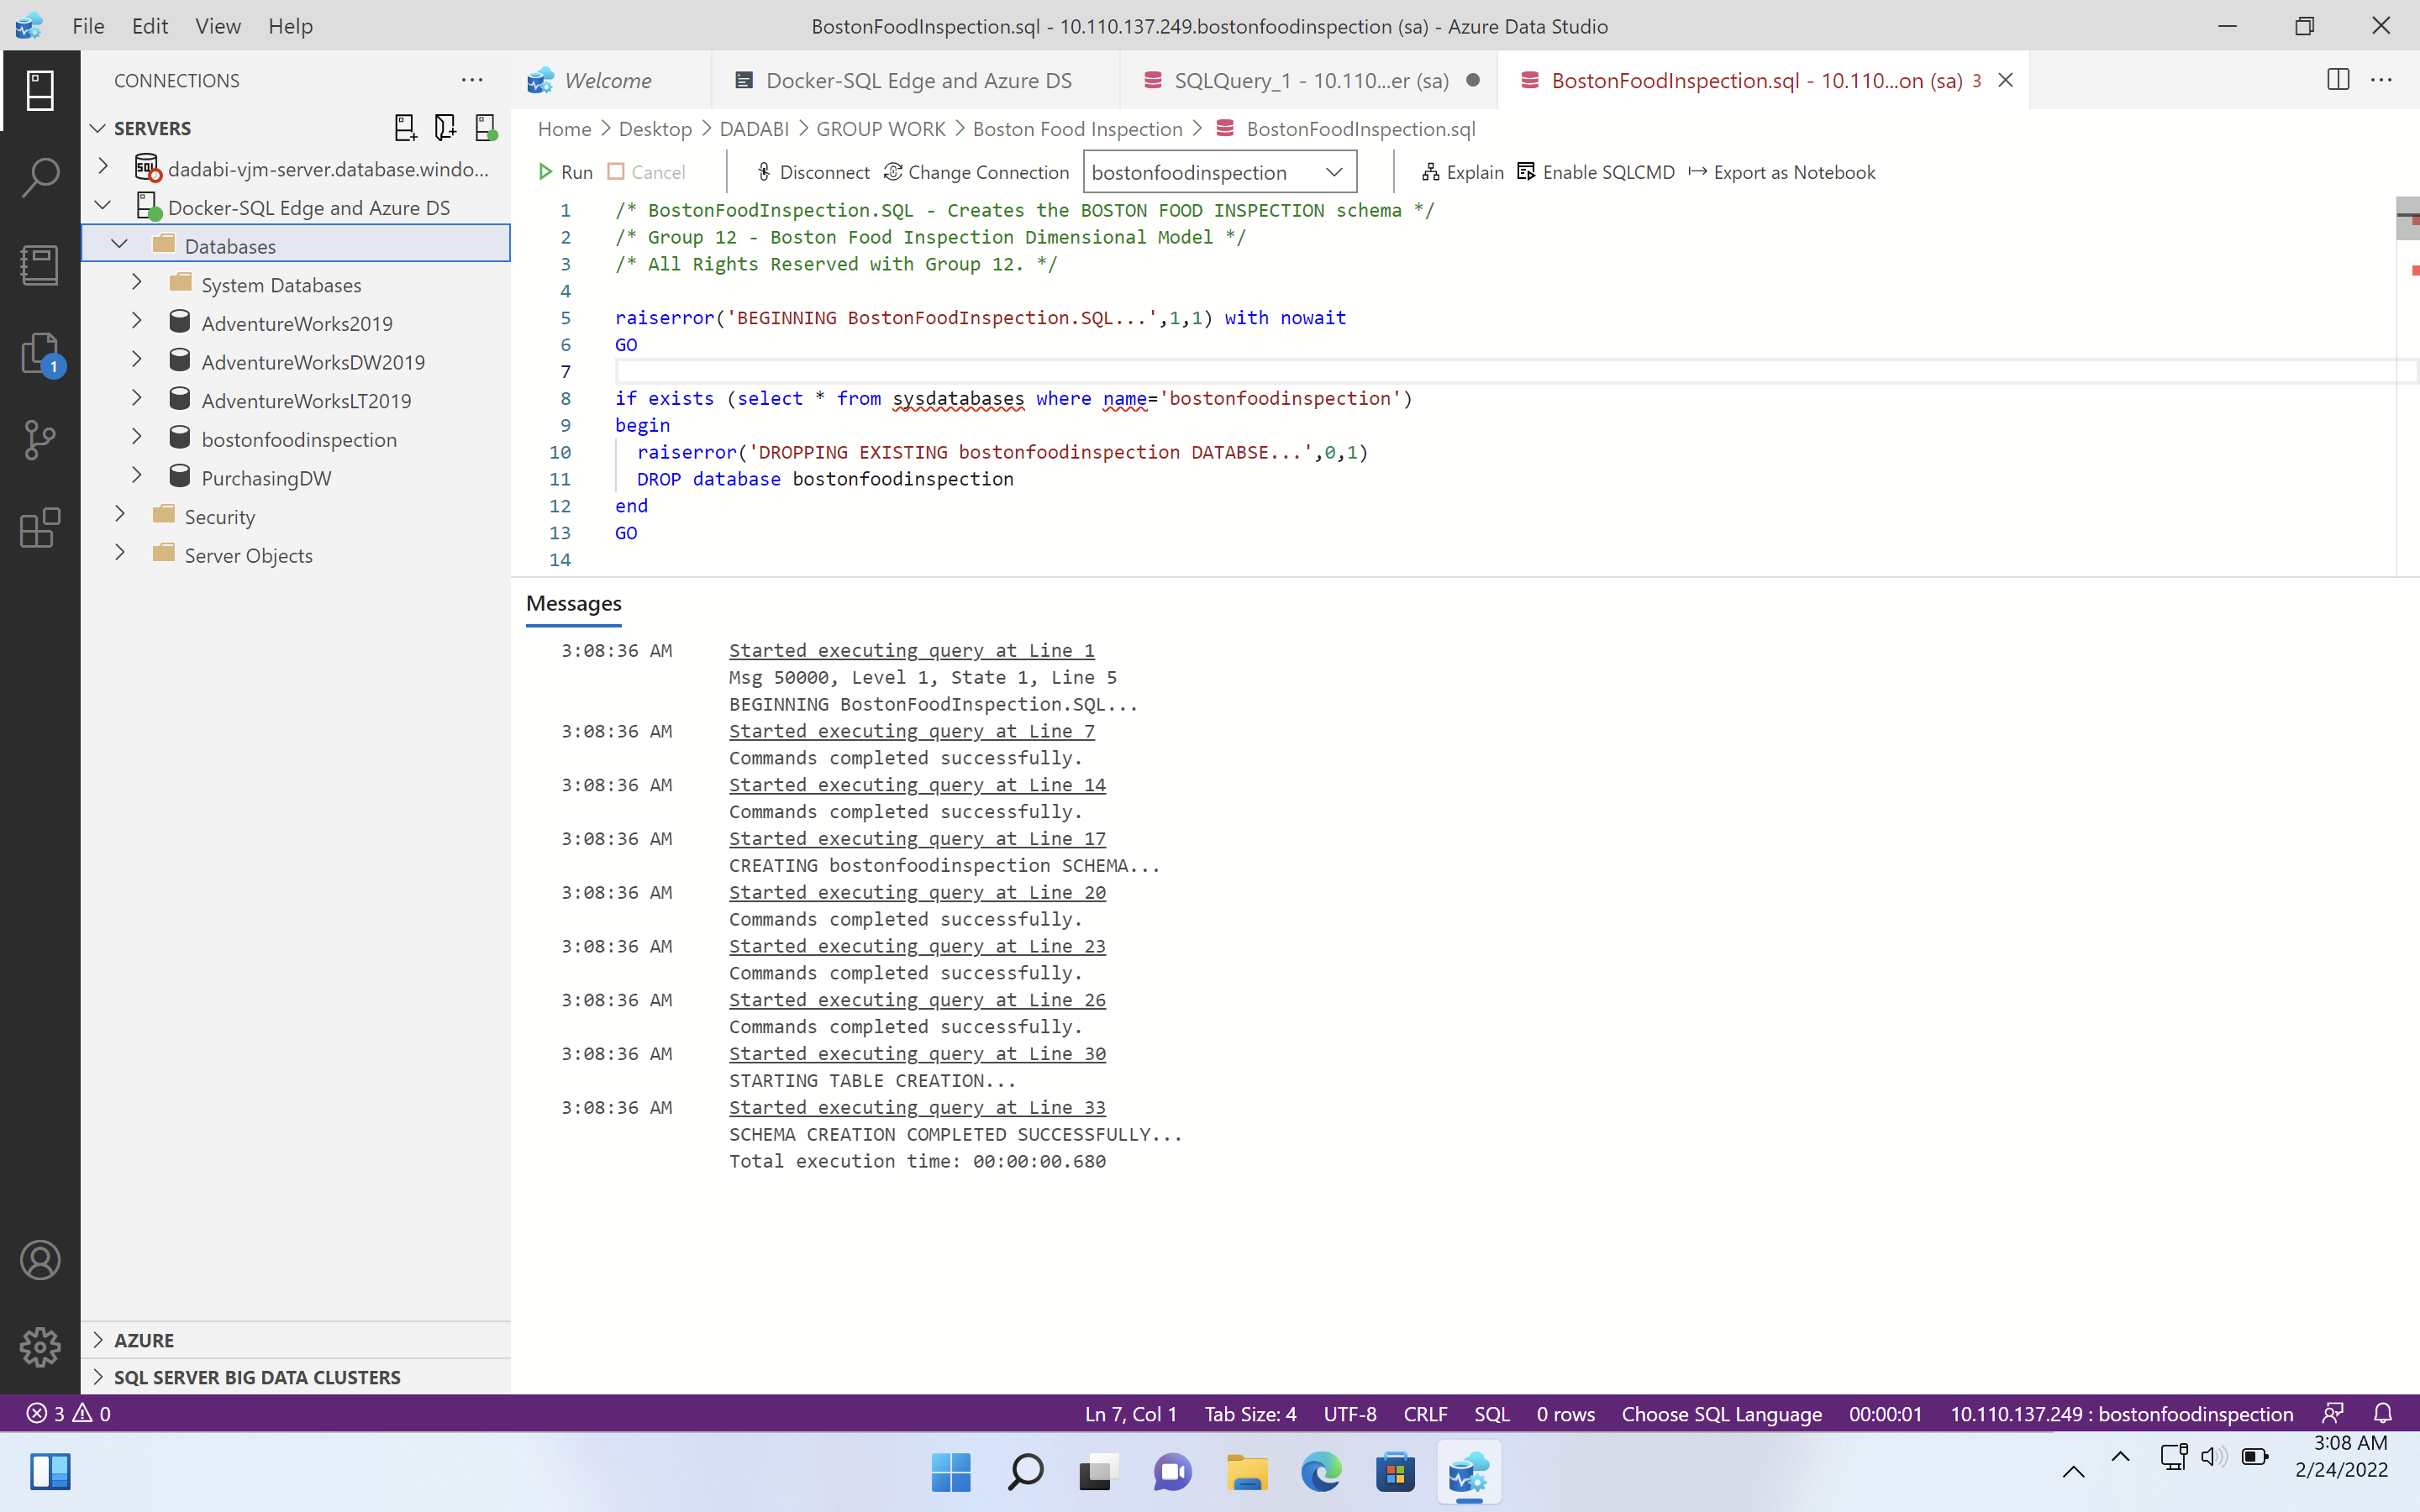 File Edit View Help
BostonFoodInspection.sql - 10.110.137.249.bostonfoodinspection (sa) - Azure Data Studio
CONNECTIONS
Welcome
Docker-SQL Edge and Azure DS
SQLQuery_1 - 10.110...er (sa)
BostonFoodInspection.sql - 10.110...on (sa) 3
SERVERS
Home > Desktop > DADABI > GROUP WORK > Boston Food Inspection > BostonFoodInspection.sql
Run Cancel Disconnect Change Connection bostonfoodinspection Explain Enable SQLCMD Export as Notebook
SQL dadabi-vjm-server.database.windo...
Docker-SQL Edge and Azure DS
Databases
System Databases
AdventureWorks2019
AdventureWorksDW2019
AdventureWorksLT2019
bostonfoodinspection
PurchasingDW
Security
Server Objects
1
AZURE
SQL SERVER BIG DATA CLUSTERS
1 /* BostonFoodInspection.SQL - Creates the BOSTON FOOD INSPECTION schema */
2 /* Group 12 - Boston Food Inspection Dimensional Model */
3 /* All Rights Reserved with Group 12. */
4
5 raiserror('BEGINNING BostonFoodInspection.SQL...',1,1) with nowait
6 GO
7
8 if exists (select * from sysdatabases where name='bostonfoodinspection')
9 begin
10 raiserror('DROPPING EXISTING bostonfoodinspection DATABSE...',0,1)
11 DROP database bostonfoodinspection
12 end
13 GO
14
Messages
3:08:36 AM Started executing query at Line 1
Msg 50000, Level 1, State 1, Line 5
BEGINNING BostonFoodInspection.SQL...
3:08:36 AM Started executing query at Line 7
Commands completed successfully.
3:08:36 AM Started executing query at Line 14
Commands completed successfully.
3:08:36 AM Started executing query at Line 17
CREATING bostonfoodinspection SCHEMA...
3:08:36 AM Started executing query at Line 20
Commands completed successfully.
3:08:36 AM Started executing query at Line 23
Commands completed successfully.
3:08:36 AM Started executing query at Line 26
Commands completed successfully.
3:08:36 AM Started executing query at Line 30
STARTING TABLE CREATION...
3:08:36 AM Started executing query at Line 33
SCHEMA CREATION COMPLETED SUCCESSFULLY...
Total execution time: 00:00:00.680
3 0 Ln 7, Col 1 Tab Size: 4 UTF-8 CRLF SQL 0 rows Choose SQL Language 00:00:01 10.110.137.249 : bostonfoodinspection
3:08 AM
2/24/2022